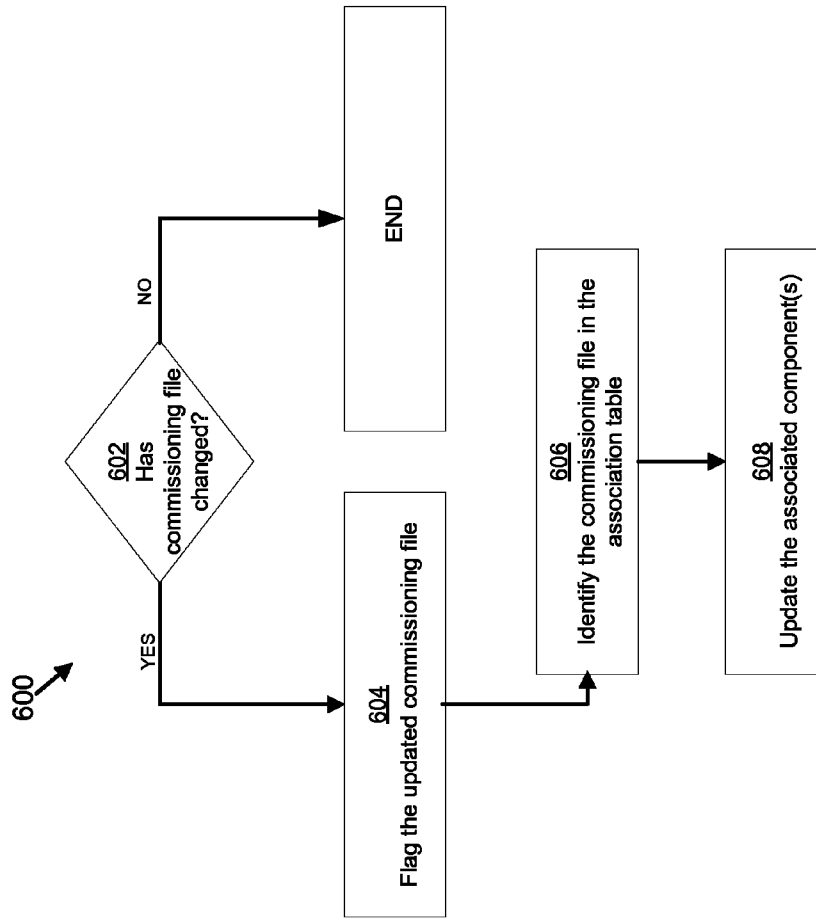 600
602
Has
commissioning file
changed?
YES
NO
604
Flag the updated commissioning file
END
606
Identify the commissioning file in the
association table
608
Update the associated component(s)